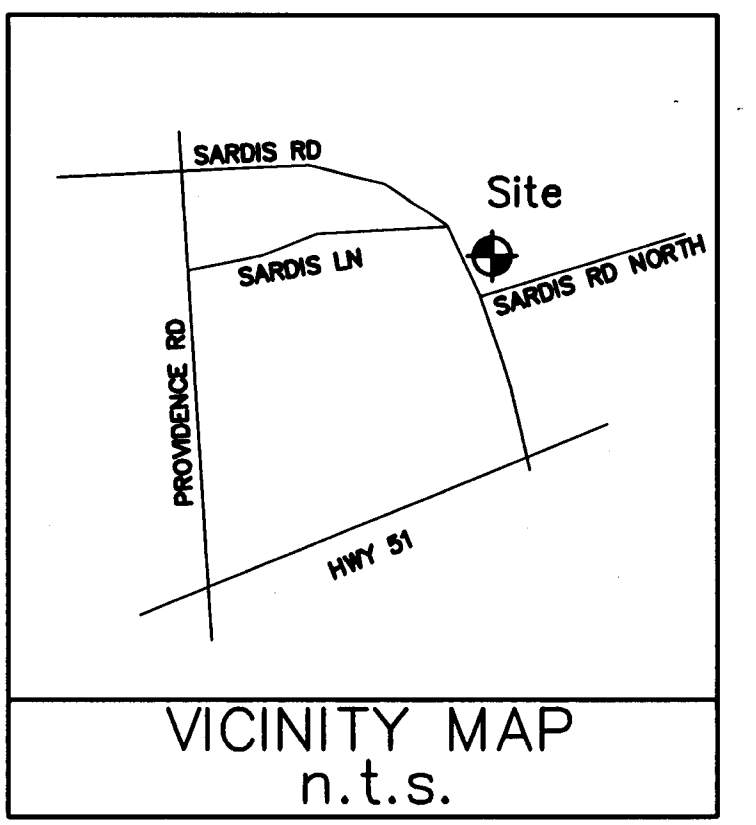 SARDIS RD
Site
SARDIS LN
SARDIS RD NORTH
PROVIDENCE RD
HWY 51
VICINITY MAP
n.t.s.